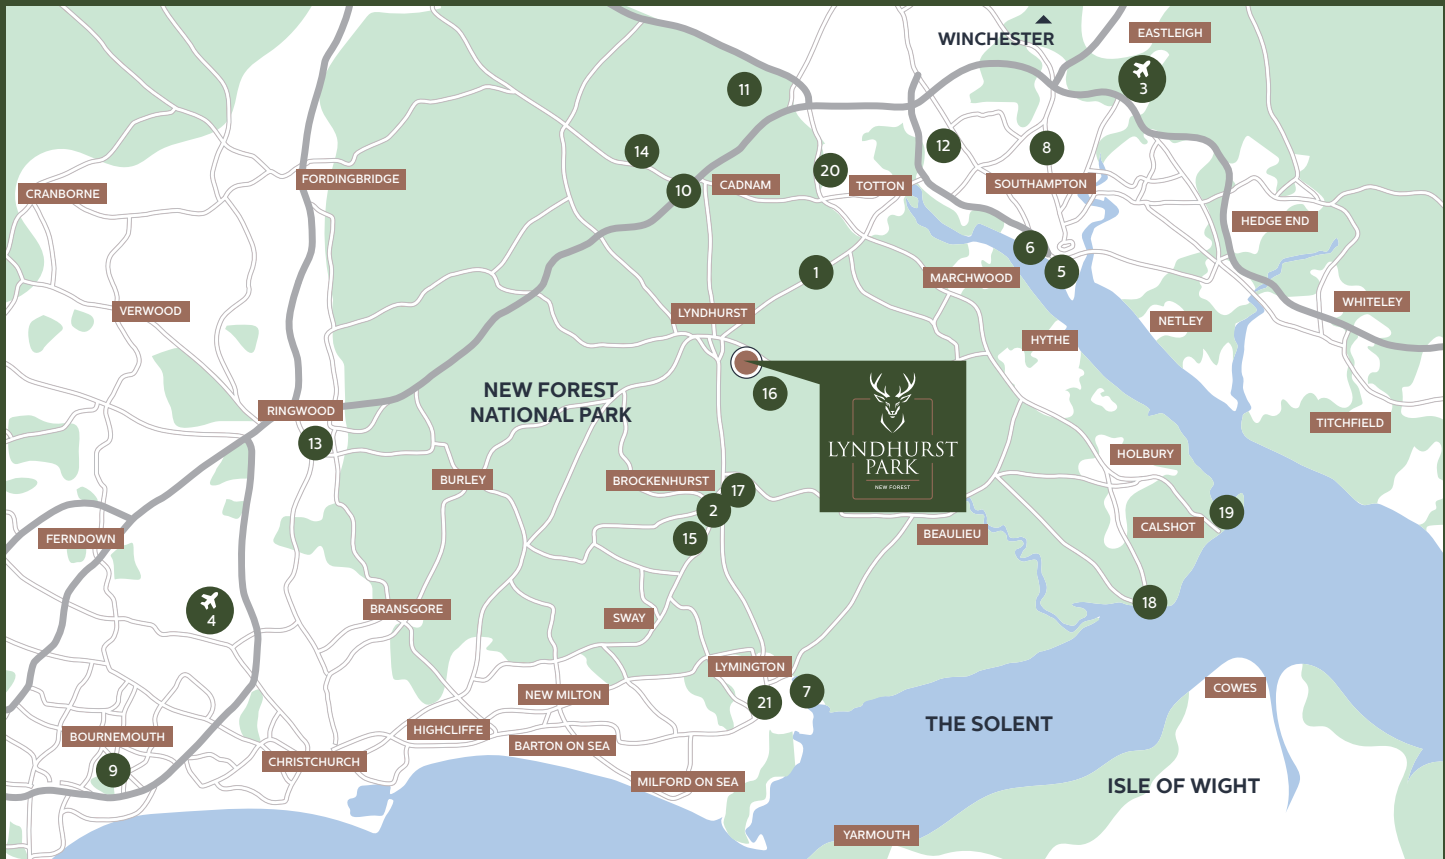 WINCHESTER
EASTLEIGH
3
11
14
12
8
10
CADNAM
20
TOTTON
SOUTHAMPTON
FORDINGBRIDGE
CRANBORNE
HEDGE END
6
5
1
MARCHWOOD
LYNDHURST
VERWOOD
WHITELEY
NETLEY
HYTHE
16
NEW FOREST
NATIONAL PARK
LYNDHURST
PARK
NEW FOREST
RINGWOOD
13
TITCHFIELD
HOLBURY
BURLEY
BROCKENHURST
17
2
15
19
CALSHOT
BEAULIEU
FERNDOWN
4
BRANSGORE
SWAY
18
LYMINGTON
7
21
NEW MILTON
COWES
THE SOLENT
HIGHCLIFFE
BARTON ON SEA
BOURNEMOUTH
9
CHRISTCHURCH
MILFORD ON SEA
ISLE OF WIGHT
YARMOUTH